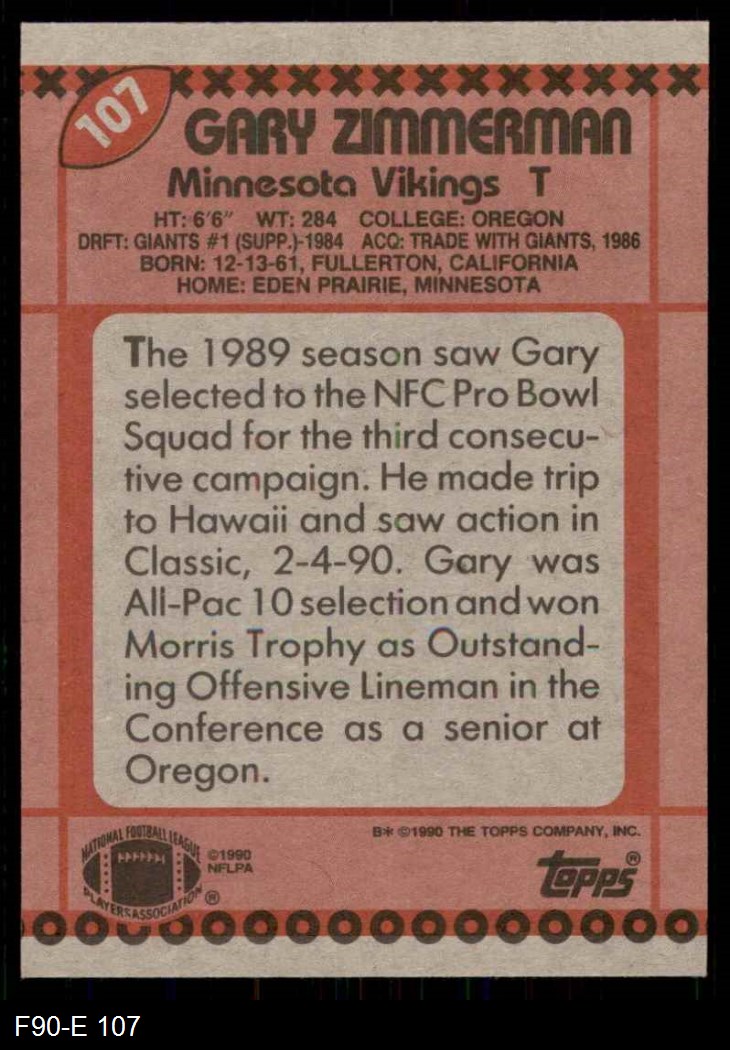 107
GARY ZIMMERMAN
Minnesota Vikings T
HT: 6'6" WT: 284 COLLEGE: OREGON
DRFT: GIANTS #1 (SUPP.)-1984 ACQ: TRADE WITH GIANTS, 1986
BORN: 12-13-61, FULLERTON, CALIFORNIA
HOME: EDEN PRAIRIE, MINNESOTA
The 1989 season saw Gary
selected to the NFC Pro Bowl
Squad for the third consecu-
tive campaign. He made trip
to Hawaii and saw action in
Classic, 2-4-90. Gary was
All-Pac 10 selection and won
Morris Trophy as Outstand-
ing Offensive Lineman in the
Conference as a senior at
Oregon.
B* ©1990 THE TOPPS COMPANY, INC.
NATIONAL FOOTBALL LEAGUE
PLAYERS ASSOCIATION ®
©1990
NFLPA
topps®
F90-E 107